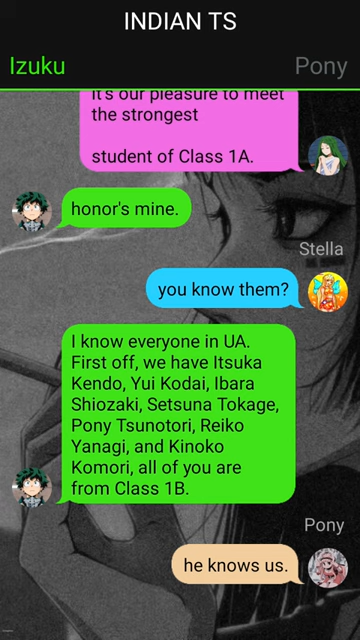 INDIAN TS
Izuku
Pony
it's our pleasure to meet
the strongest
student of Class 1A.
honor's mine.
Stella
you know them?
I know everyone in UA.
First off, we have Itsuka
Kendo, Yui Kodai, Ibara
Shiozaki, Setsuna Tokage,
Pony Tsunotori, Reiko
Yanagi, and Kinoko
Komori, all of you are
from Class 1B.
Pony
he knows us.